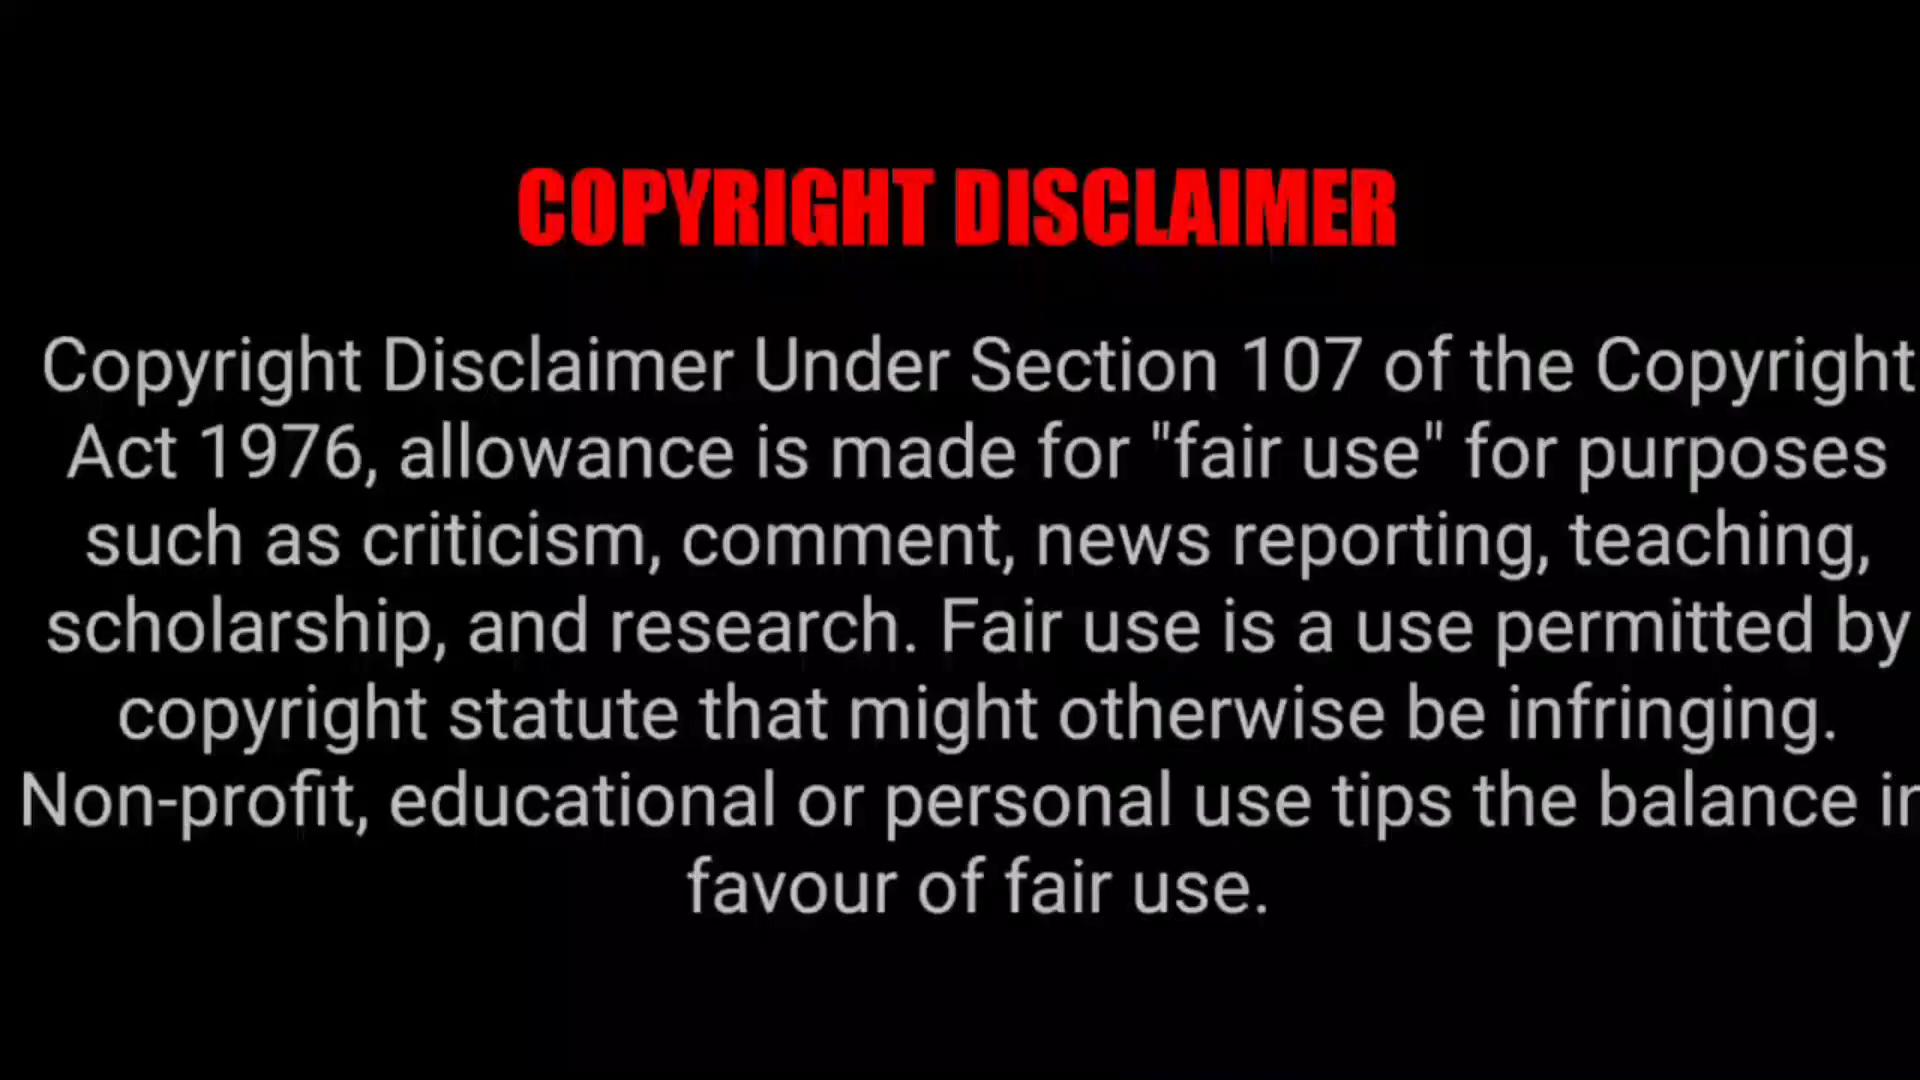 COPYRIGHT DISCLAIMER
Copyright Disclaimer Under Section 107 of the Copyright
Act 1976, allowance is made for "fair use" for purposes
such as criticism, comment, news reporting, teaching,
scholarship, and research. Fair use is a use permitted by
copyright statute that might otherwise be infringing.
Non-profit, educational or personal use tips the balance in
favour of fair use.